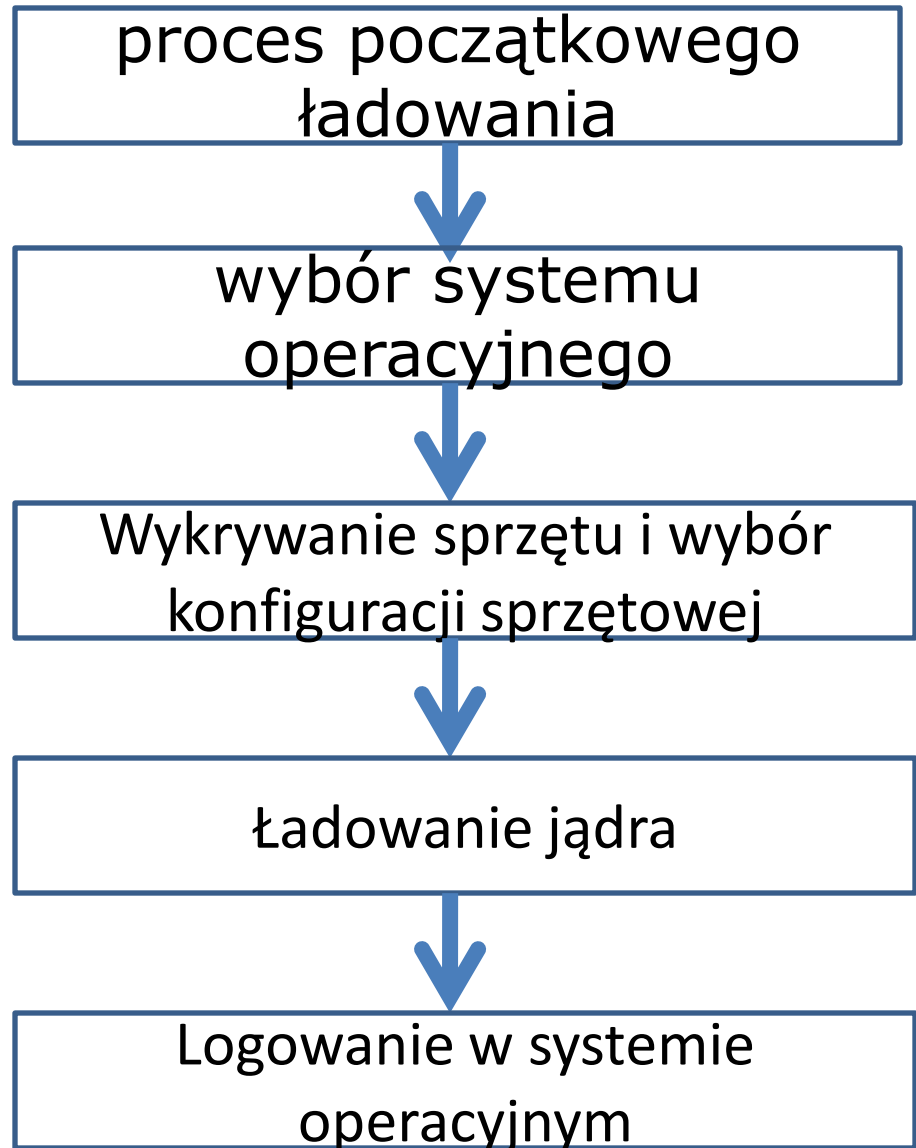 proces początkowego
ładowania
wybór systemu
operacyjnego
Wykrywanie sprzętu i wybór
konfiguracji sprzętowej
Ładowanie jądra
Logowanie w systemie
operacyjnym